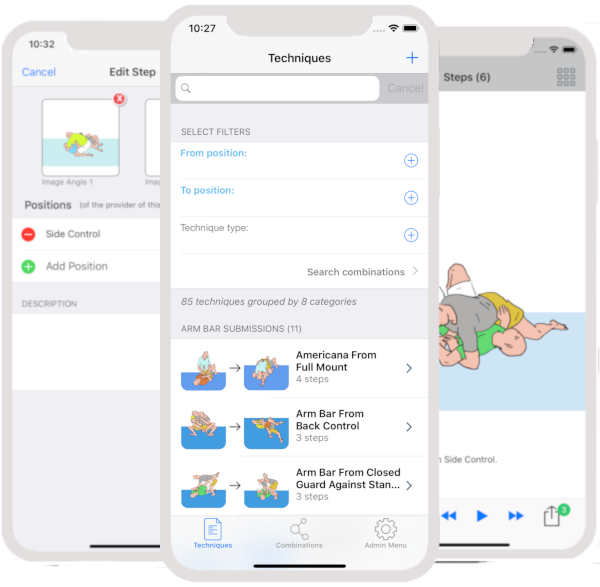 10:32
Cancel
Edit Step
Image Angle 1
Positions (of the provider of this
Side Control
Add Position
DESCRIPTION
10:27
Techniques
Cancel
SELECT FILTERS
From position:
To position:
Technique type:
Search combinations
85 techniques grouped by 8 categories
ARM BAR SUBMISSIONS (11)
Americana From
Full Mount
4 steps
Arm Bar From
Back Control
3 steps
Arm Bar From Closed
Guard Against Stan...
3 steps
Techniques
Combinations
Admin Menu
Steps (6)
Side Control.
3